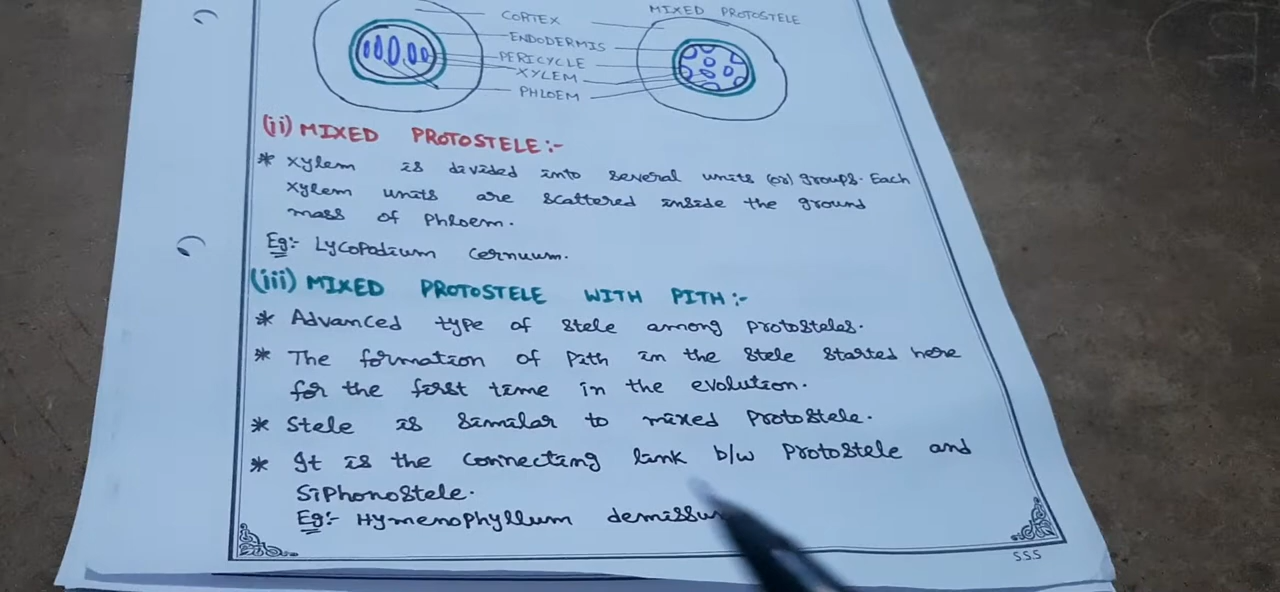 MIXED PROTOSTELE
CORTEX
ENDODERMIS
PERICYCLE
XYLEM
PHLOEM
(ii) MIXED PROTOSTELE :-
* Xylem is divided into several units (or) groups. Each
Xylem units are scattered inside the ground
mass of Phloem.
Eg:- Lycopodium cernuum.
(iii) MIXED PROTOSTELE WITH PITH :-
* Advanced type of stele among protosteles.
* The formation of Pith in the stele started here
for the first time in the evolution.
* Stele is similar to mixed Protostele.
* It is the connecting link b/w Protostele and
Siphonostele.
Eg:- Hymenophyllum
S.S.S